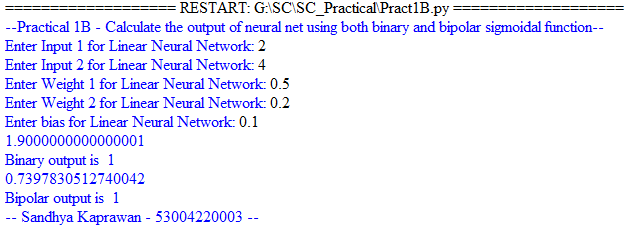 =================== RESTART: G:\SC\SC_Practical\Pract1B.py ===================
--Practical 1B - Calculate the output of neural net using both binary and bipolar sigmoidal function--
Enter Input 1 for Linear Neural Network: 2
Enter Input 2 for Linear Neural Network: 4
Enter Weight 1 for Linear Neural Network: 0.5
Enter Weight 2 for Linear Neural Network: 0.2
Enter bias for Linear Neural Network: 0.1
1.9000000000000001
Binary output is  1
0.7397830512740042
Bipolar output is  1
-- Sandhya Kaprawan - 53004220003 --